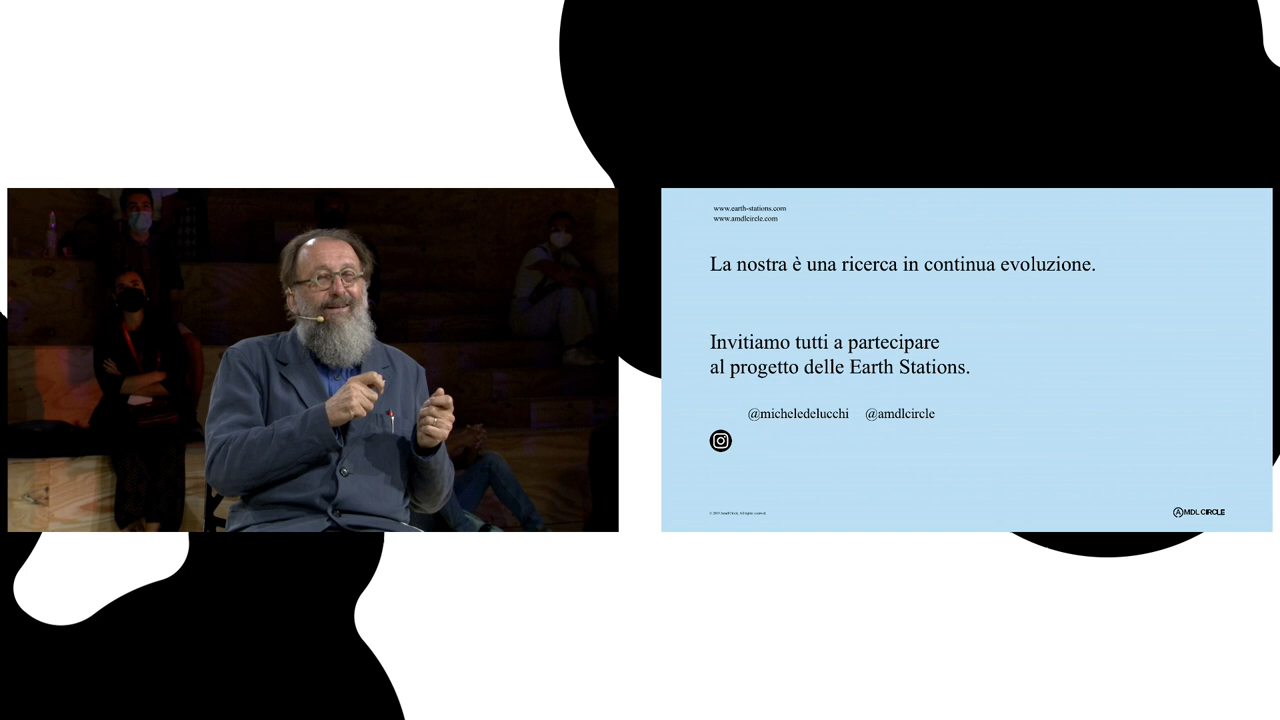 www.earth-stations.com
www.amdlcircle.com
La nostra è una ricerca in continua evoluzione.
Invitiamo tutti a partecipare
al progetto delle Earth Stations.
@micheledelucchi @amdlcircle
AMDL CIRCLE